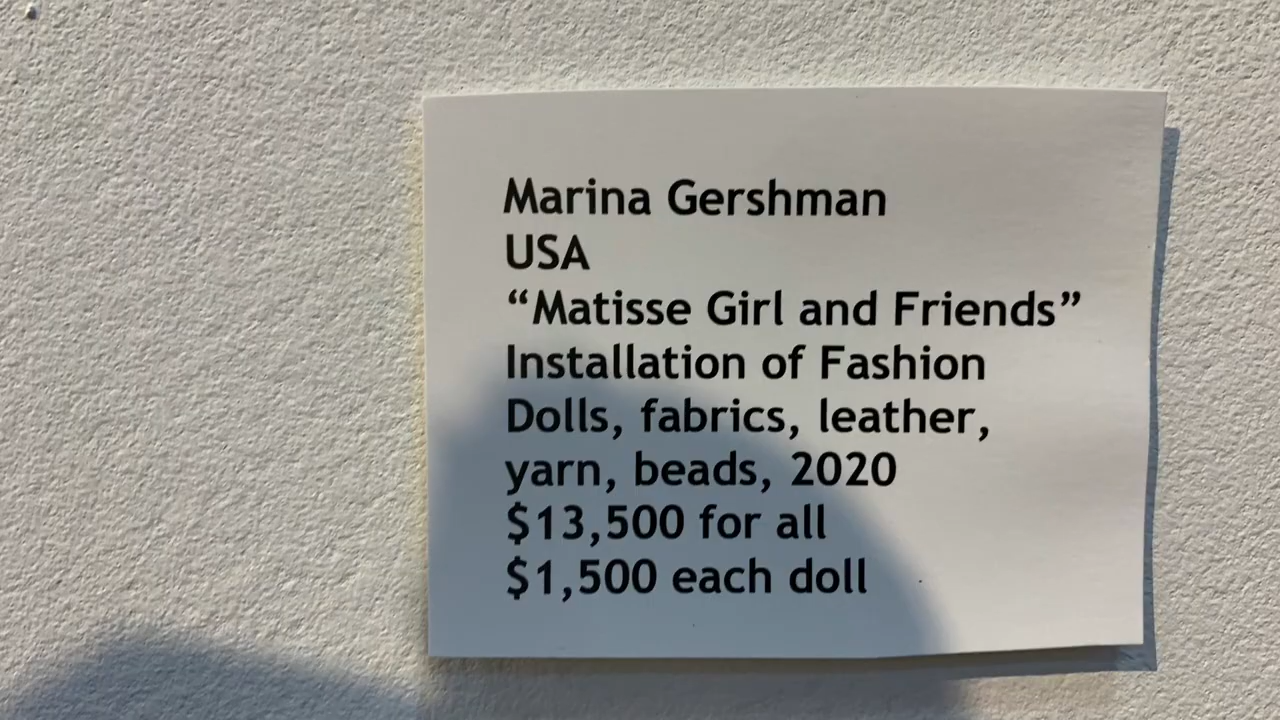 Marina Gershman
USA
“Matisse Girl and Friends”
Installation of Fashion
Dolls, fabrics, leather,
yarn, beads, 2020
$13,500 for all
$1,500 each doll